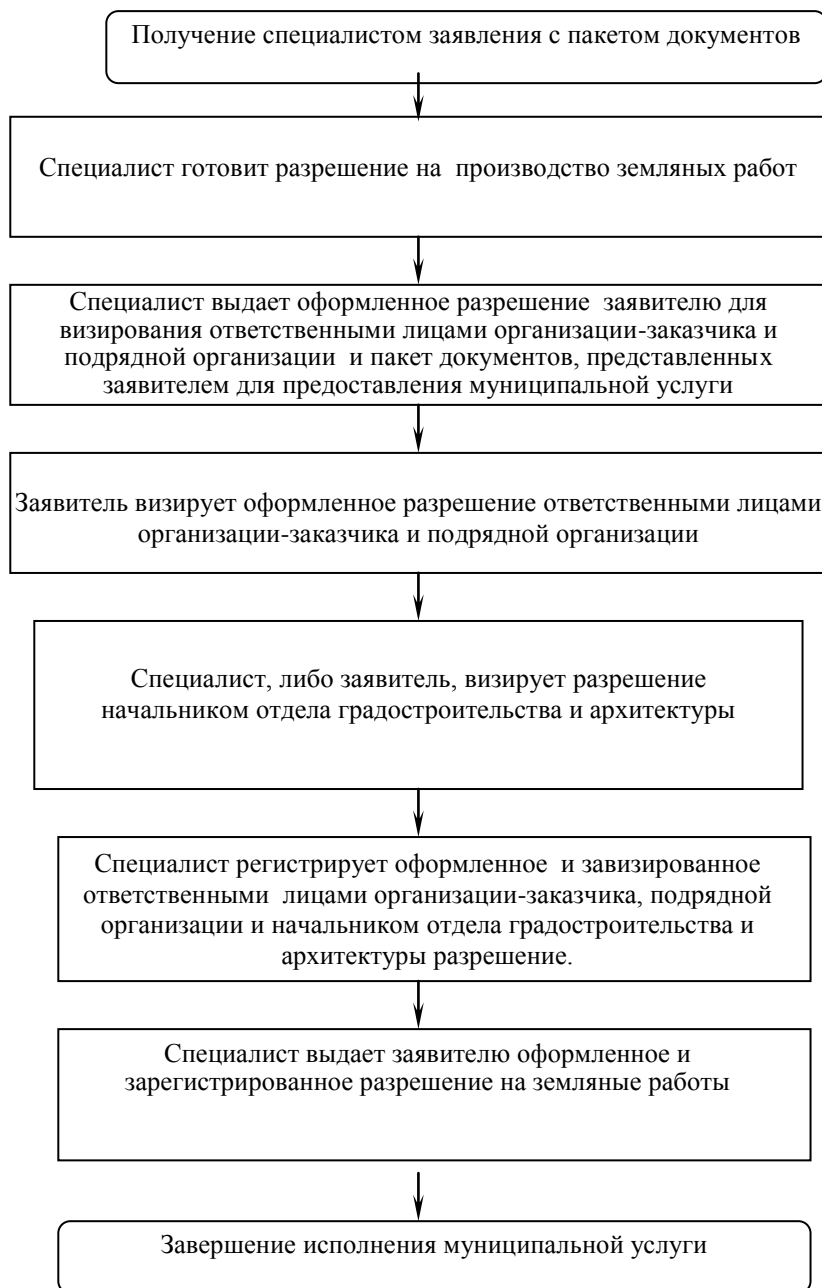 Получение специалистом заявления с пакетом документов
Специалист готовит разрешение на производство земляных работ
Специалист выдает оформленное разрешение заявителю для
визирования ответственными лицами организации-заказчика и
подрядной организации и пакет документов, представленных
заявителем для предоставления муниципальной услуги
Заявитель визирует оформленное разрешение ответственными лицами
организации-заказчика и подрядной организации
Специалист, либо заявитель, визирует разрешение
начальником отдела градостроительства и архитектуры
Специалист регистрирует оформленное и завизированное
ответственными лицами организации-заказчика, подрядной
организации и начальником отдела градостроительства и
архитектуры разрешение.
Специалист выдает заявителю оформленное и
зарегистрированное разрешение на земляные работы
Завершение исполнения муниципальной услуги